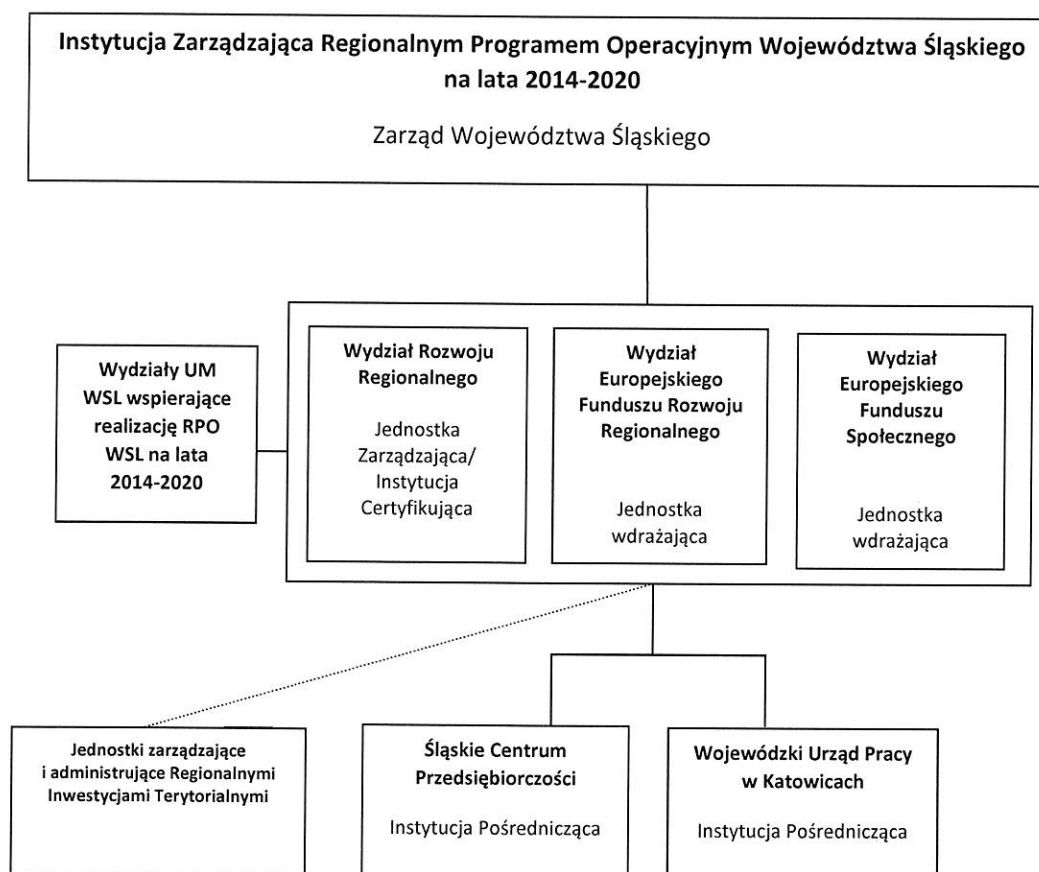 Instytucja Zarządzająca Regionalnym Programem Operacyjnym Województwa Śląskiego
na lata 2014-2020
Zarząd Województwa Śląskiego
Wydziały UM
WSL wspierające
realizację RPO
WSL na lata
2014-2020
Wydział Rozwoju
Regionalnego
Jednostka
Zarządzająca/
Instytucja
Certyfikująca
Wydział
Europejskiego
Funduszu Rozwoju
Regionalnego
Jednostka
wdrażająca
Wydział
Europejskiego
Funduszu
Społecznego
Jednostka
wdrażająca
Jednostki zarządzające
i administrujące Regionalnymi
Inwestycjami Terytorialnymi
Śląskie Centrum
Przedsiębiorczości
Instytucja Pośrednicząca
Wojewódzki Urząd Pracy
w Katowicach
Instytucja Pośrednicząca